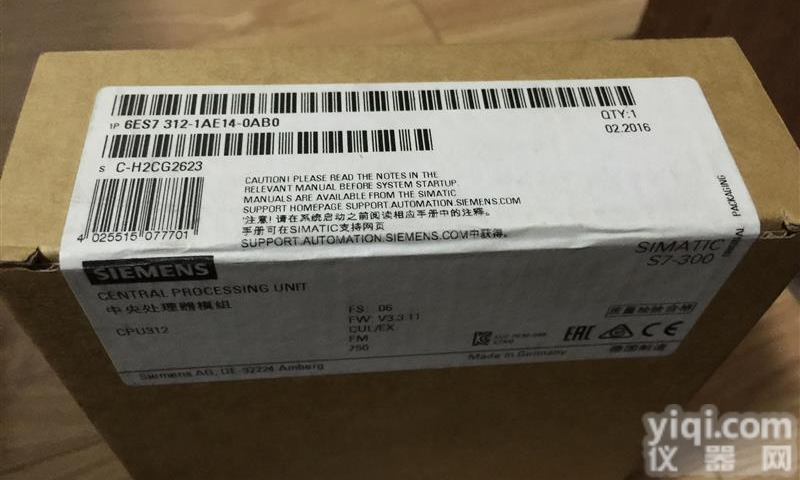 1P 6ES7 312-1AE14-0AB0
QTY:1
02.2016
S C-H2CG2623
4 025515 077701
CAUTION! PLEASE READ THE NOTES IN THE
RELEVANT MANUAL BEFORE SYSTEM STARTUP.
MANUALS ARE AVAILABLE FROM THE SIMATIC
SUPPORT HOMEPAGE SUPPORT.AUTOMATION.SIEMENS.COM
'注意! 请在系统启动之前阅读相应手册中的注释。
手册可在SIMATIC支持网页
SUPPORT.AUTOMATION.SIEMENS.COM中获得。
PACKAGING
SIMATIC
S7-300
SIEMENS
CENTRAL PROCESSING UNIT
中央处理器模组
CPU312
FS: 06
FW: V3.3.11
CUL/EX
FM
质量检验合格
EAC CE
Made in Germany
德国制造
Siemens AG, DE-92224 Amberg
yiqi.com
仪器网